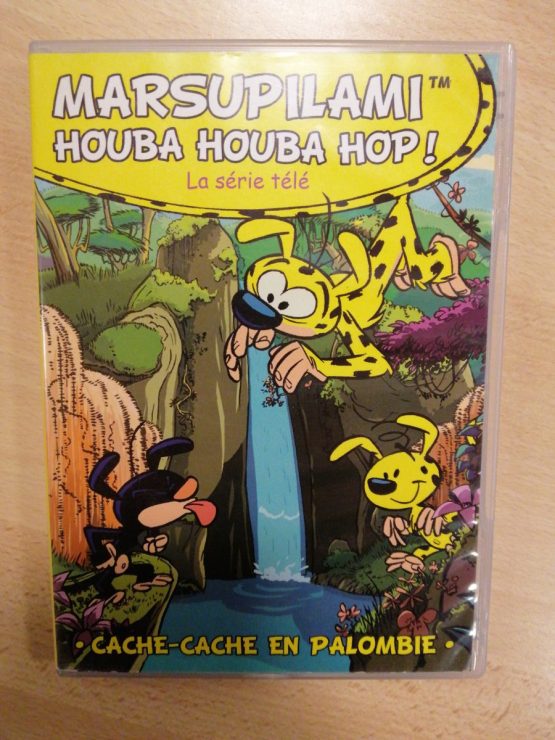 MARSUPILAMI™
HOUBA HOUBA HOP!
La série télé
• CACHE-CACHE EN PALOMBIE •